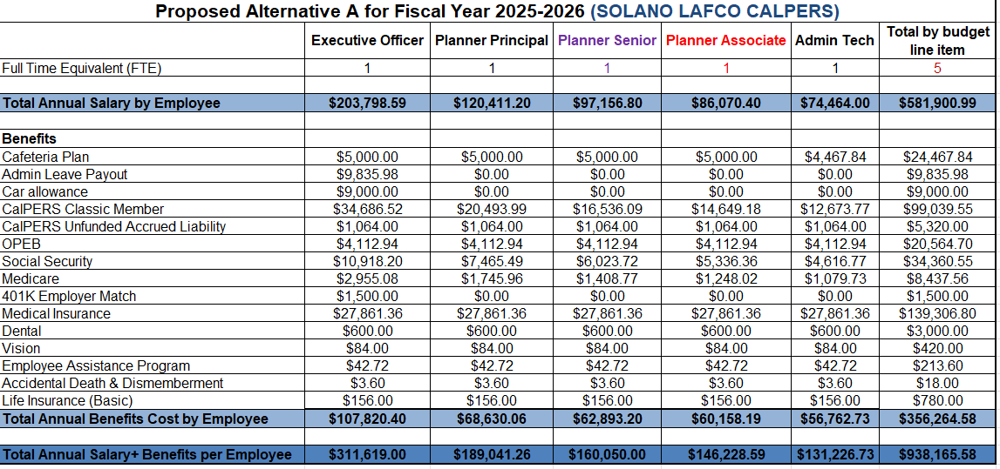 Proposed Alternative A for Fiscal Year 2025-2026 (SOLANO LAFCO CALPERS)
Executive Officer Planner Principal Planner Senior Planner Associate Admin Tech Total by budget line item
Full Time Equivalent (FTE) 1 1 1 1 1 5
Total Annual Salary by Employee $203,798.59 $120,411.20 $97,156.80 $86,070.40 $74,464.00 $581,900.99
Benefits
Cafeteria Plan $5,000.00 $5,000.00 $5,000.00 $5,000.00 $4,467.84 $24,467.84
Admin Leave Payout $9,835.98 $0.00 $0.00 $0.00 $0.00 $9,835.98
Car allowance $9,000.00 $0.00 $0.00 $0.00 $0.00 $9,000.00
CalPERS Classic Member $34,686.52 $20,493.99 $16,536.09 $14,649.18 $12,673.77 $99,039.55
CalPERS Unfunded Accrued Liability $1,064.00 $1,064.00 $1,064.00 $1,064.00 $1,064.00 $5,320.00
OPEB $4,112.94 $4,112.94 $4,112.94 $4,112.94 $4,112.94 $20,564.70
Social Security $10,918.20 $7,465.49 $6,023.72 $5,336.36 $4,616.77 $34,360.55
Medicare $2,955.08 $1,745.96 $1,408.77 $1,248.02 $1,079.73 $8,437.56
401K Employer Match $1,500.00 $0.00 $0.00 $0.00 $0.00 $1,500.00
Medical Insurance $27,861.36 $27,861.36 $27,861.36 $27,861.36 $27,861.36 $139,306.80
Dental $600.00 $600.00 $600.00 $600.00 $600.00 $3,000.00
Vision $84.00 $84.00 $84.00 $84.00 $84.00 $420.00
Employee Assistance Program $42.72 $42.72 $42.72 $42.72 $42.72 $213.60
Accidental Death & Dismemberment $3.60 $3.60 $3.60 $3.60 $3.60 $18.00
Life Insurance (Basic) $156.00 $156.00 $156.00 $156.00 $156.00 $780.00
Total Annual Benefits Cost by Employee $107,820.40 $68,630.06 $62,893.20 $60,158.19 $56,762.73 $356,264.58
Total Annual Salary+ Benefits per Employee $311,619.00 $189,041.26 $160,050.00 $146,228.59 $131,226.73 $938,165.58